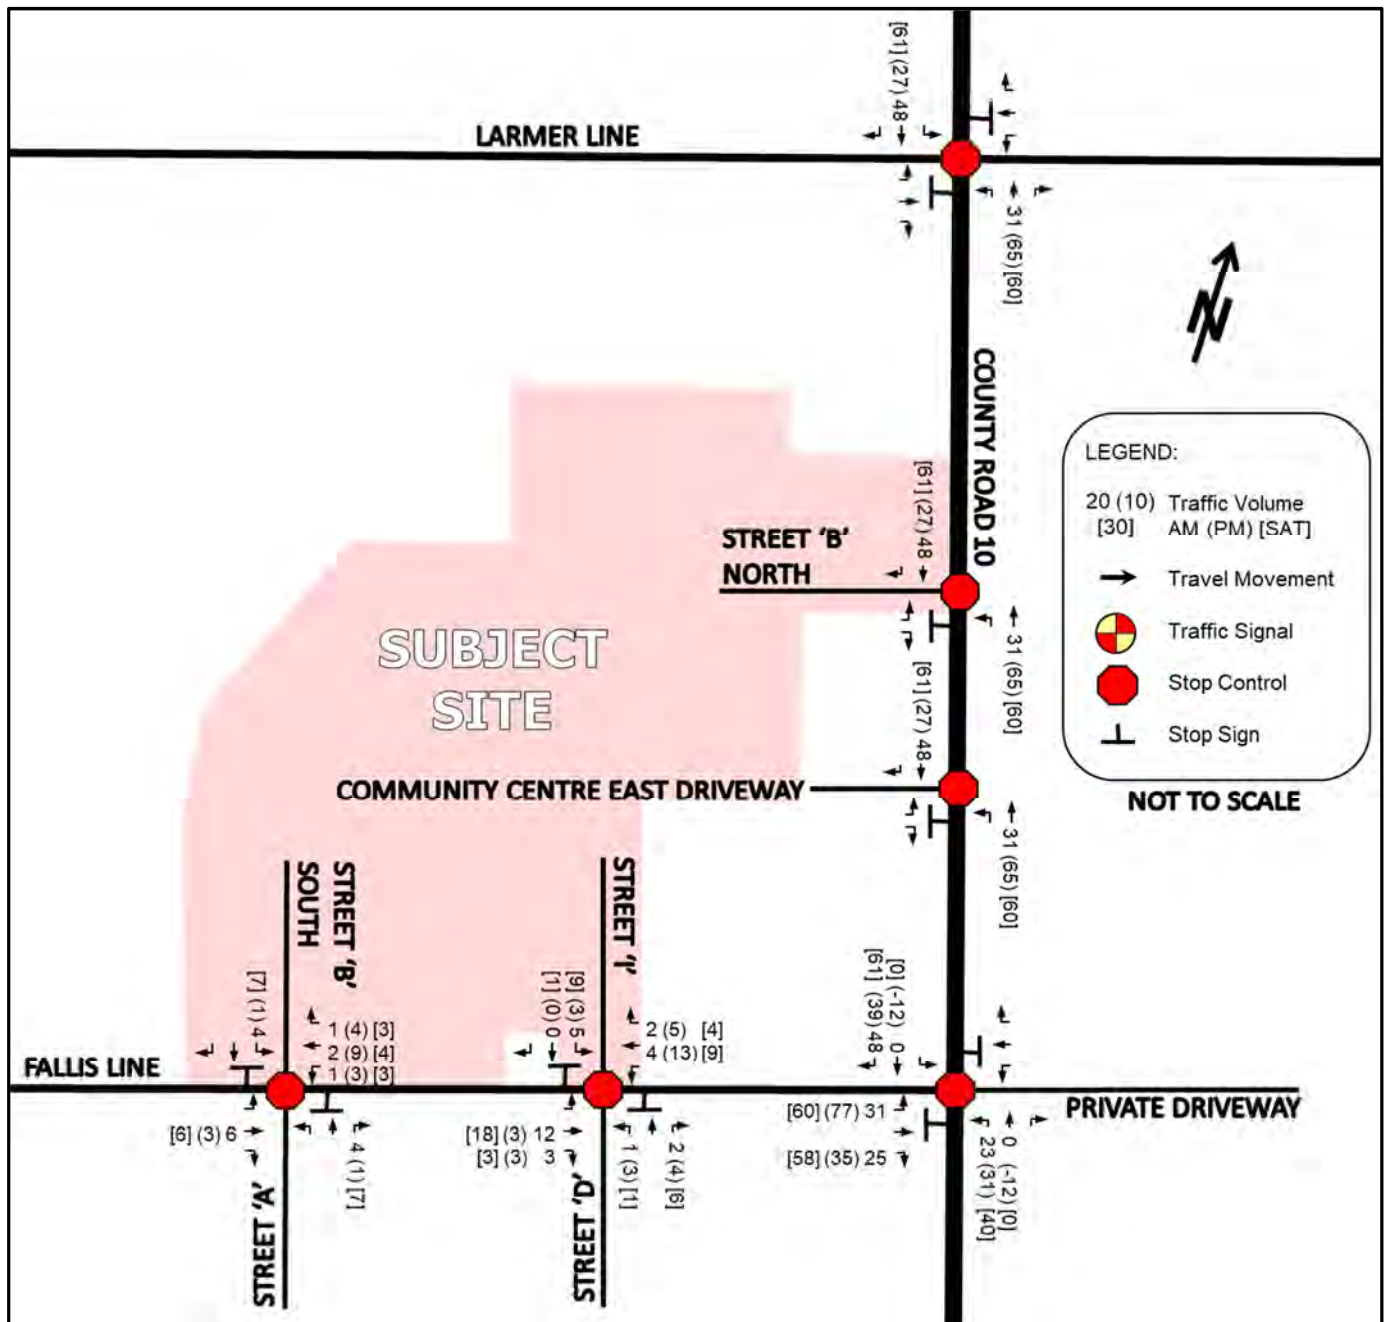 [61] (27) 48
LARMER LINE
31 (65) [60]
N
COUNTY ROAD 10
LEGEND:
20 (10) Traffic Volume
[30] AM (PM) [SAT]
Travel Movement
Traffic Signal
Stop Control
Stop Sign
NOT TO SCALE
[61] (27) 48
STREET 'B'
NORTH
31 (65) [60]
SUBJECT
SITE
[61] (27) 48
COMMUNITY CENTRE EAST DRIVEWAY
31 (65) [60]
STREET 'B'
SOUTH
STREET 'I'
[7] (1) 4
1 (4) [3]
2 (9) [4]
1 (3) [3]
[9] (3) 5
[1] (0) 0
2 (5) [4]
4 (13) [9]
[0] (-12) 0
[61] (39) 48
FALLIS LINE
PRIVATE DRIVEWAY
[6] (3) 6
4 (1) [7]
STREET 'A'
[18] (3) 12
[3] (3) 3
1 (3) [1]
2 (4) [6]
STREET 'D'
[60] (77) 31
[58] (35) 25
0 (-12) [0]
23 (31) [40]